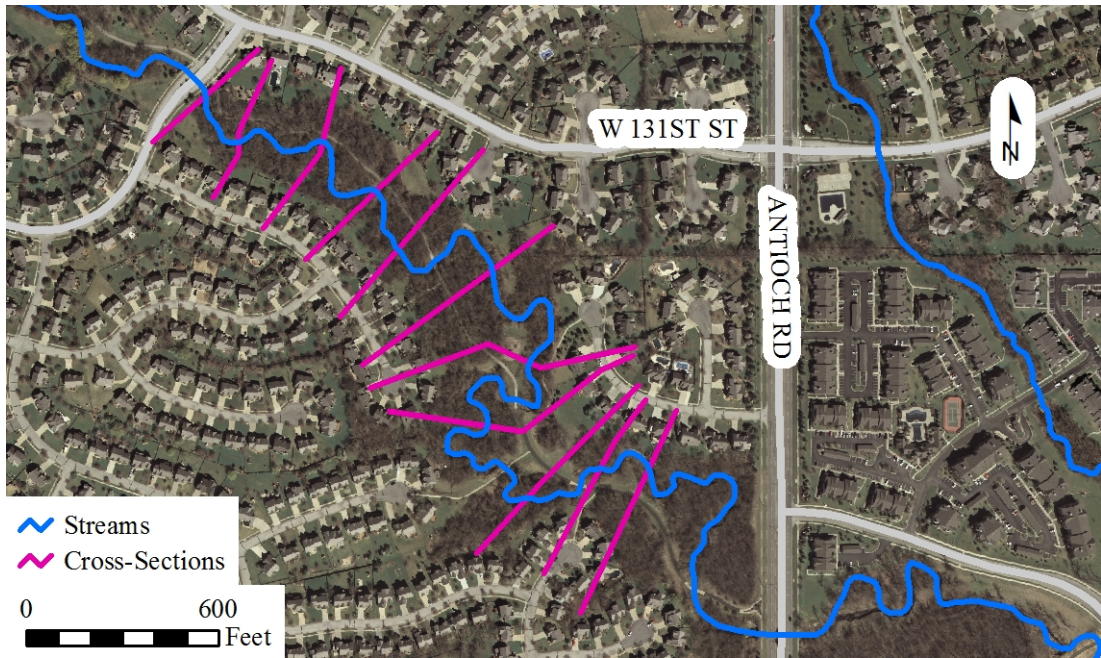 W 131ST ST
N
ANTIOCH RD
Streams
Cross-Sections
0 600
Feet